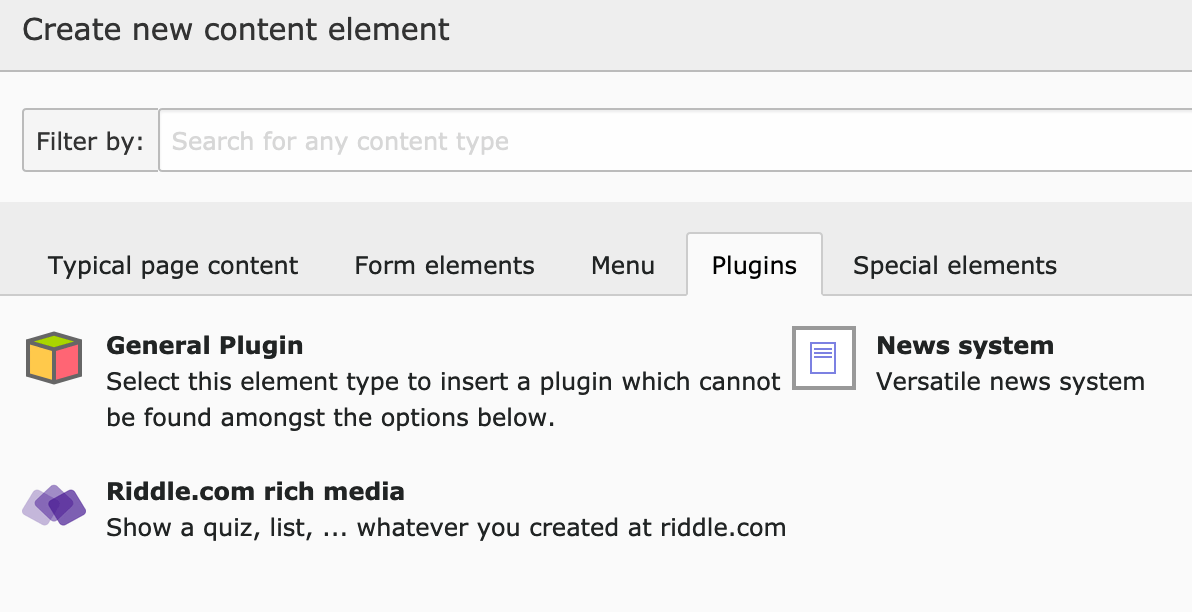 Create new content element
Filter by:
Search for any content type
Typical page content
Form elements
Menu
Plugins
Special elements
General Plugin
Select this element type to insert a plugin which cannot
be found amongst the options below.
News system
Versatile news system
Riddle.com rich media
Show a quiz, list, ... whatever you created at riddle.com